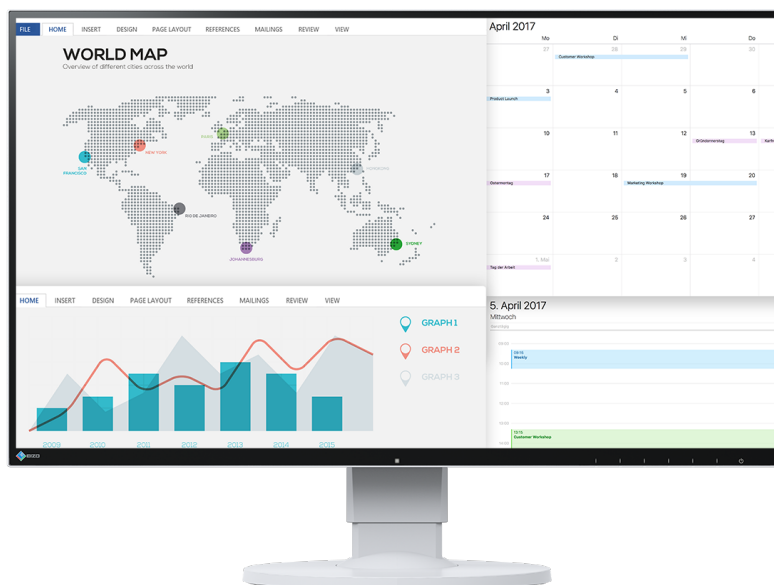 FILE HOME INSERT DESIGN PAGE LAYOUT REFERENCES MAILINGS REVIEW VIEW
WORLD MAP
Overview of different cities across the world
PARIS
NEW YORK
SAN FRANCISCO
HONGKONG
RIO DE JANEIRO
SYDNEY
JOHANNESBURG
HOME INSERT DESIGN PAGE LAYOUT REFERENCES MAILINGS REVIEW VIEW
GRAPH 1
GRAPH 2
GRAPH 3
2009 2010 2011 2012 2013 2014 2015
April 2017
Mo Di Mi Do
27 28 29 30
Customer Workshop
3 4 5 6
Product Launch
10 11 12 13
Gründonnerstag
17 18 19 20
Ostermontag
Marketing Workshop
24 25 26 27
1. Mai 2 3 4
Tag der Arbeit
5. April 2017
Mittwoch
Weekly
Customer Workshop
EIZO